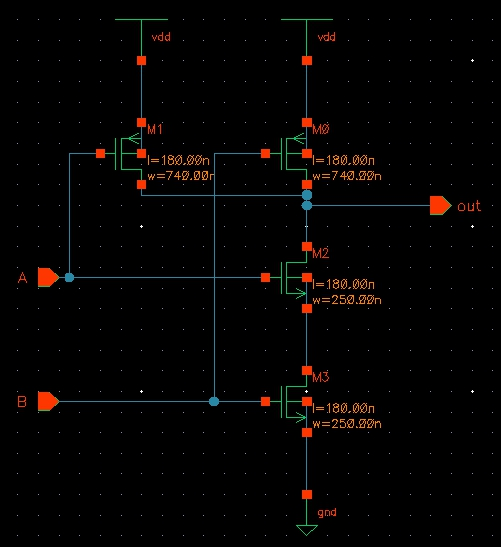 vdd
vdd
M1
M0
l=180.00n
w=740.00n
l=180.00n
w=740.00n
out
M2
A
l=180.00n
w=250.00n
M3
B
l=180.00n
w=250.00n
gnd